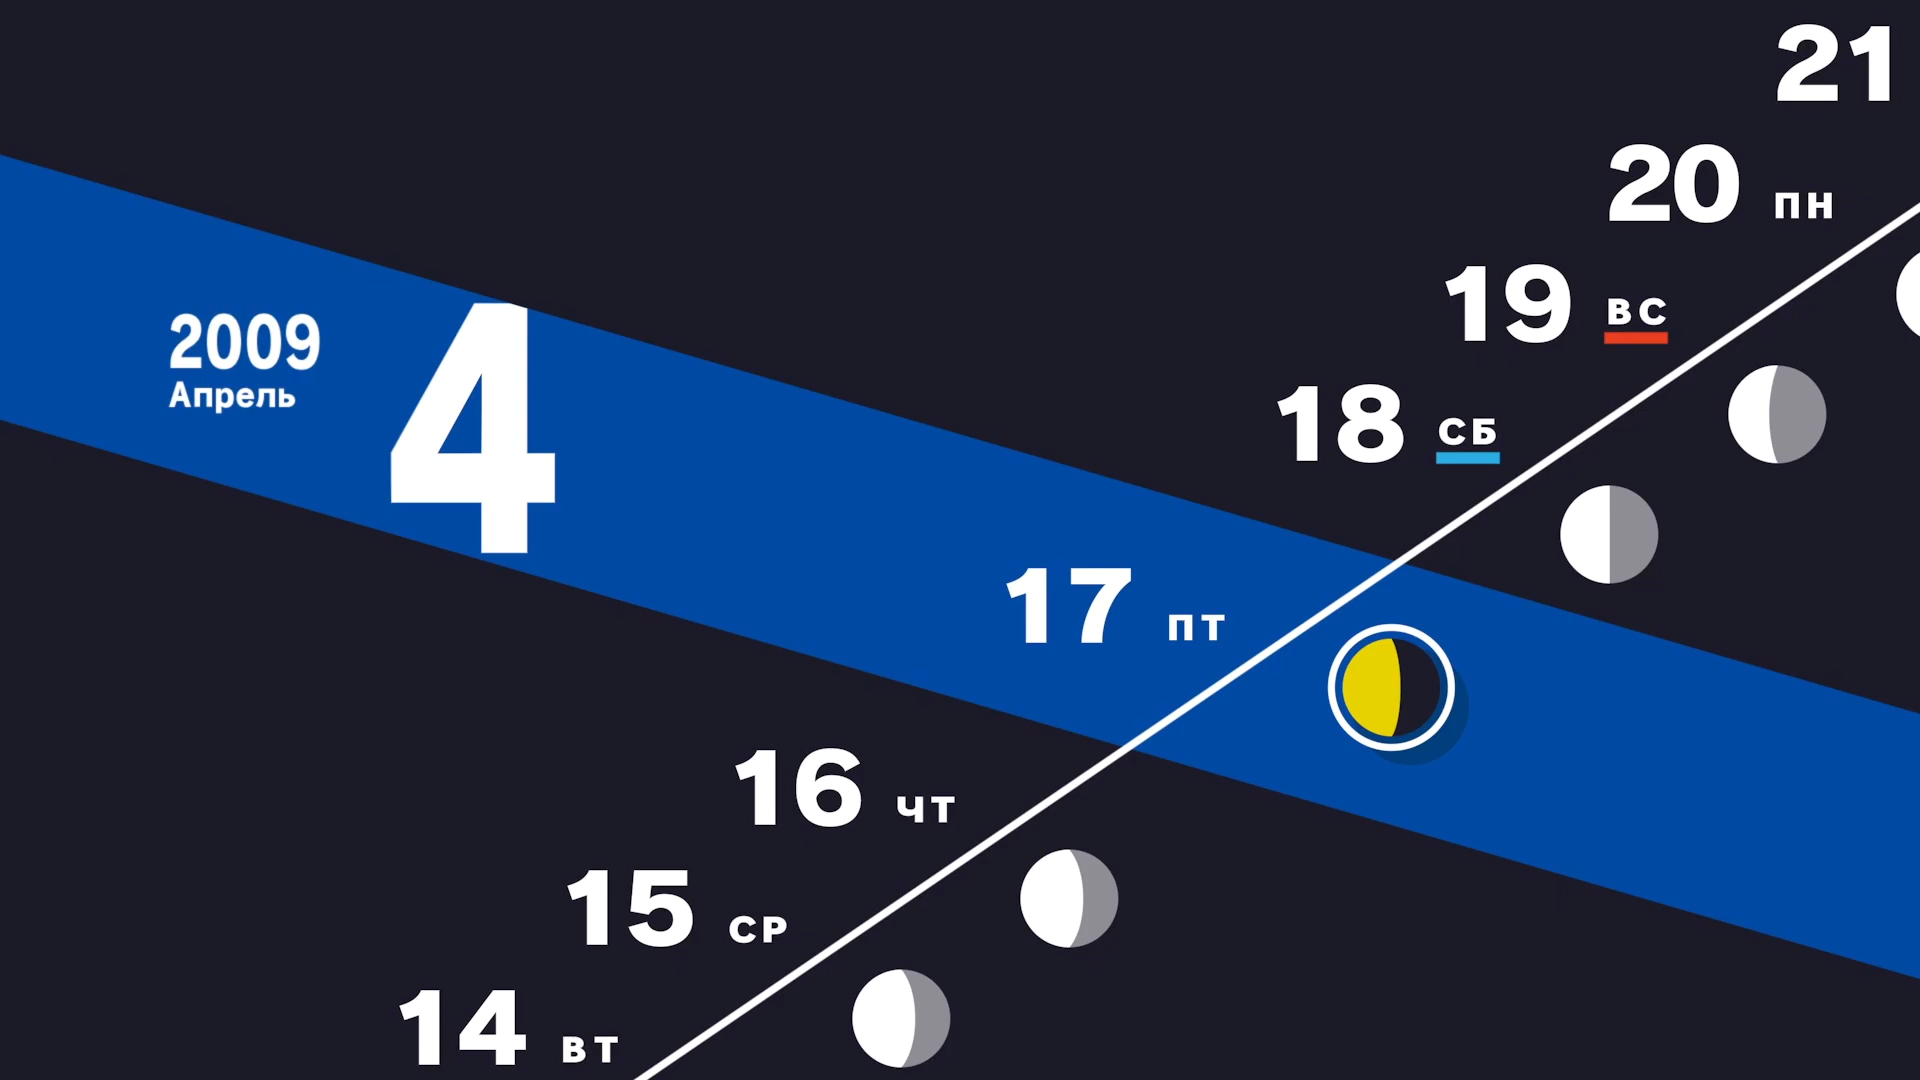 2009
Апрель
4
21
20 пн
19 вс
18 сб
17 пт
16 чт
15 ср
14 вт